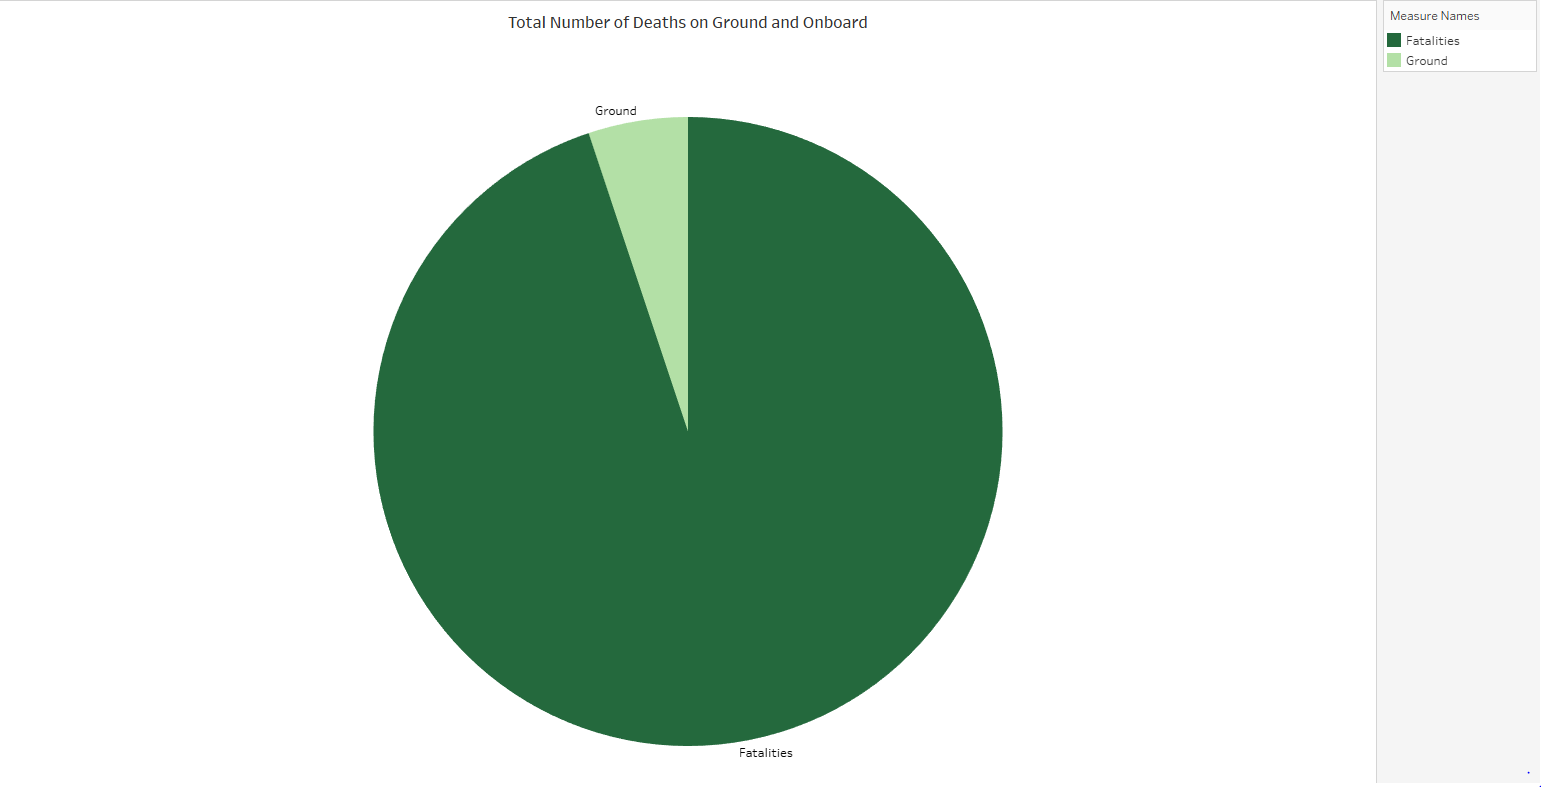 Total Number of Deaths on Ground and Onboard
Measure Names
Fatalities
Ground
Ground
Fatalities